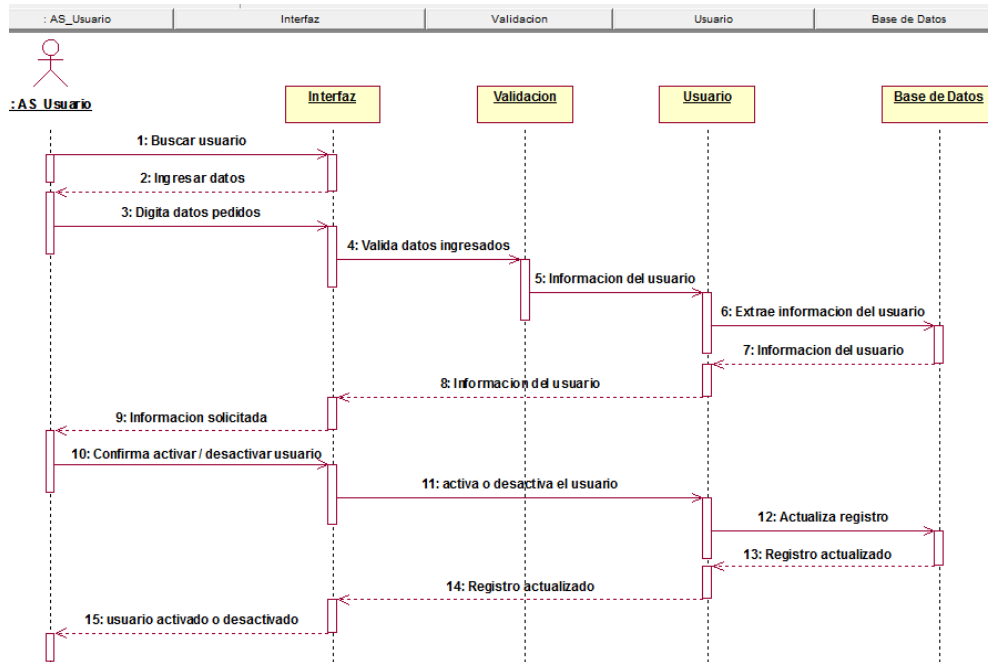 : AS_Usuario
Interfaz
Validacion
Usuario
Base de Datos
: AS_Usuario
Interfaz
Validacion
Usuario
Base de Datos
1: Buscar usuario
2: Ingresar datos
3: Digita datos pedidos
4: Valida datos ingresados
5: Informacion del usuario
6: Extrae informacion del usuario
7: Informacion del usuario
8: Informacion del usuario
9: Informacion solicitada
10: Confirma activar / desactivar usuario
11: activa o desactiva el usuario
12: Actualiza registro
13: Registro actualizado
14: Registro actualizado
15: usuario activado o desactivado